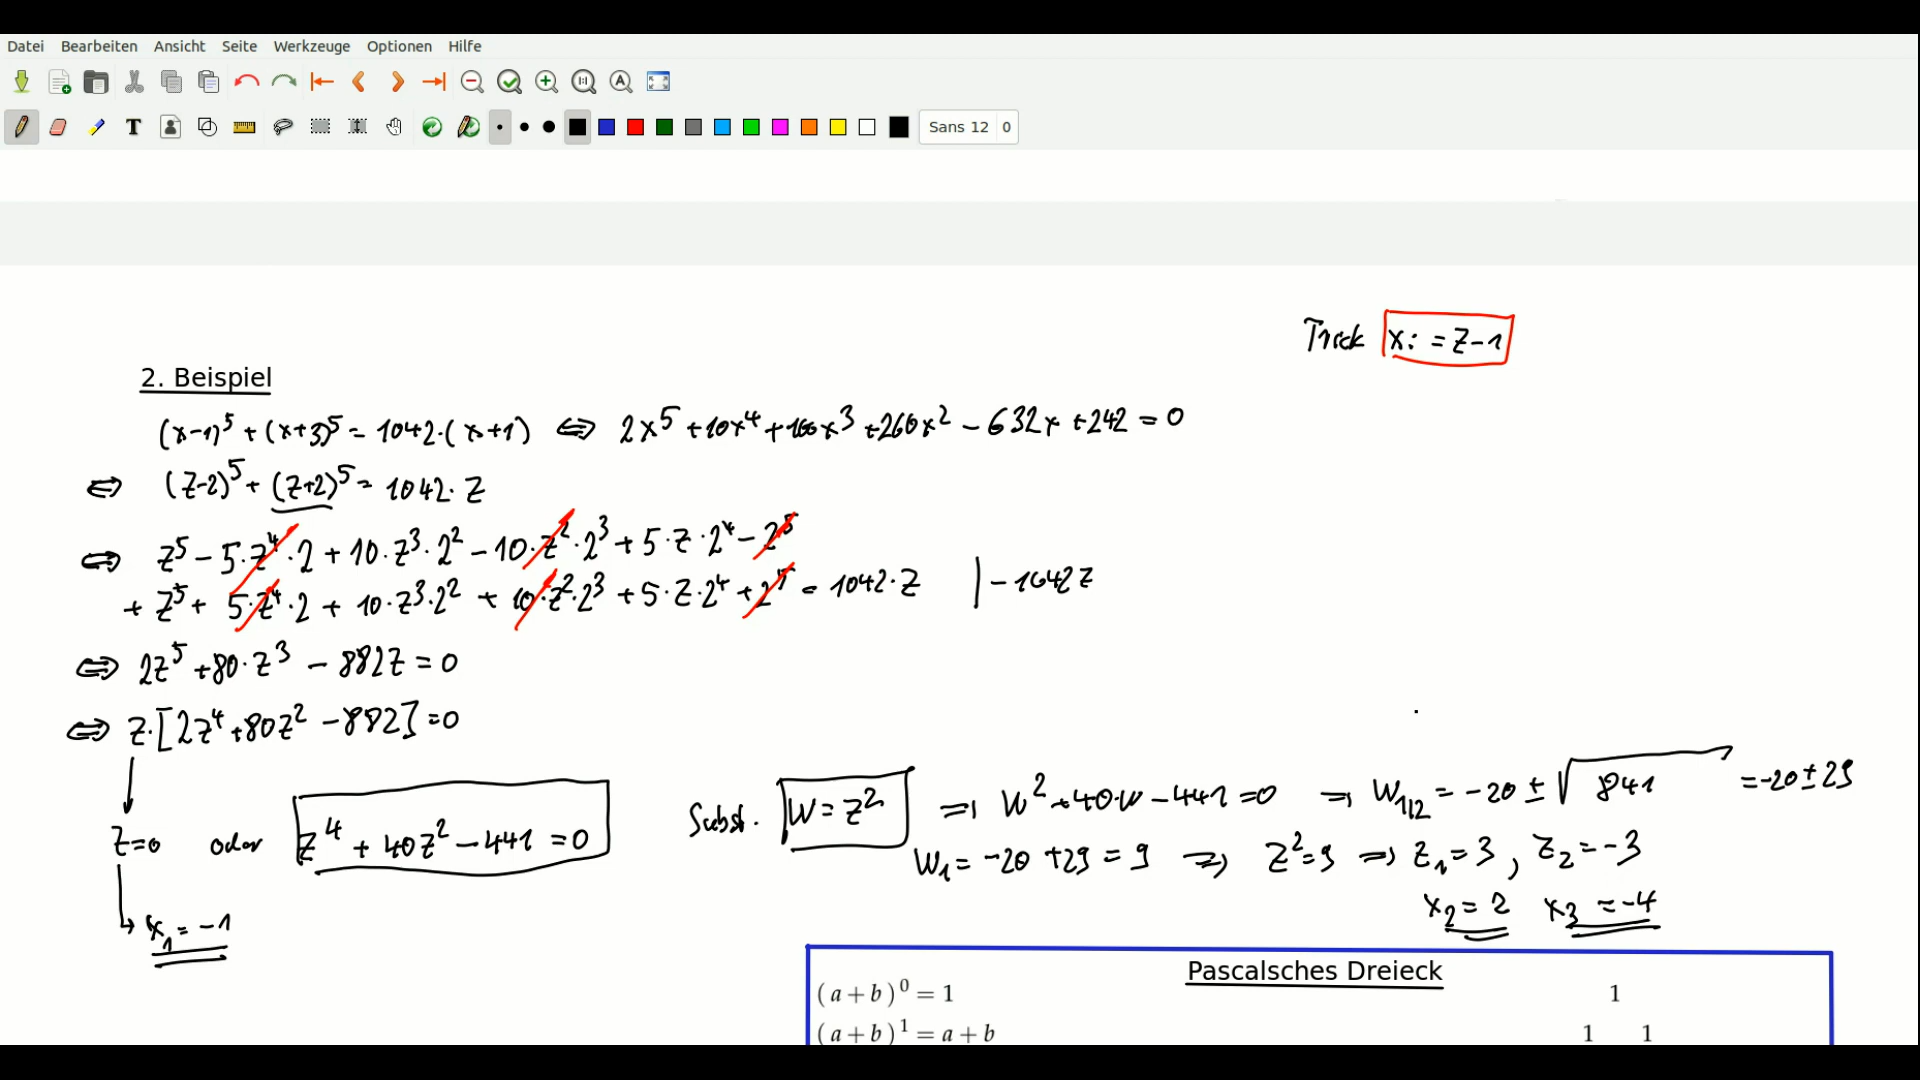 Datei Bearbeiten Ansicht Seite Werkzeuge Optionen Hilfe
Sans 12 0
Trick x := z-1
2. Beispiel
(x-1)^5 + (x+3)^5 = 1042·(x+1) ⇔ 2x^5 + 10x^4 + 100x^3 + 260x^2 - 632x + 242 = 0
⇔ (z-2)^5 + (z+2)^5 = 1042·z
⇔ z^5 - 5·z^4·2 + 10·z^3·2^2 - 10·z^2·2^3 + 5·z·2^4 - 2^5
+ z^5 + 5·z^4·2 + 10·z^3·2^2 + 10·z^2·2^3 + 5·z·2^4 + 2^5 = 1042·z | -1042z
⇔ 2z^5 + 80·z^3 - 882z = 0
⇔ z·[2z^4 + 80z^2 - 882] = 0
z=0 oder z^4 + 40z^2 - 441 = 0 Subst. w = z^2 ⇒ w^2 + 40·w - 441 = 0 ⇒ w_1/2 = -20 ± √841 = -20 ± 29
w_1 = -20 + 29 = 9 ⇒ z^2 = 9 ⇒ z_1 = 3, z_2 = -3
x_1 = -1 x_2 = 2 x_3 = -4
Pascalsches Dreieck
(a+b)^0 = 1 1
(a+b)^1 = a+b 1 1